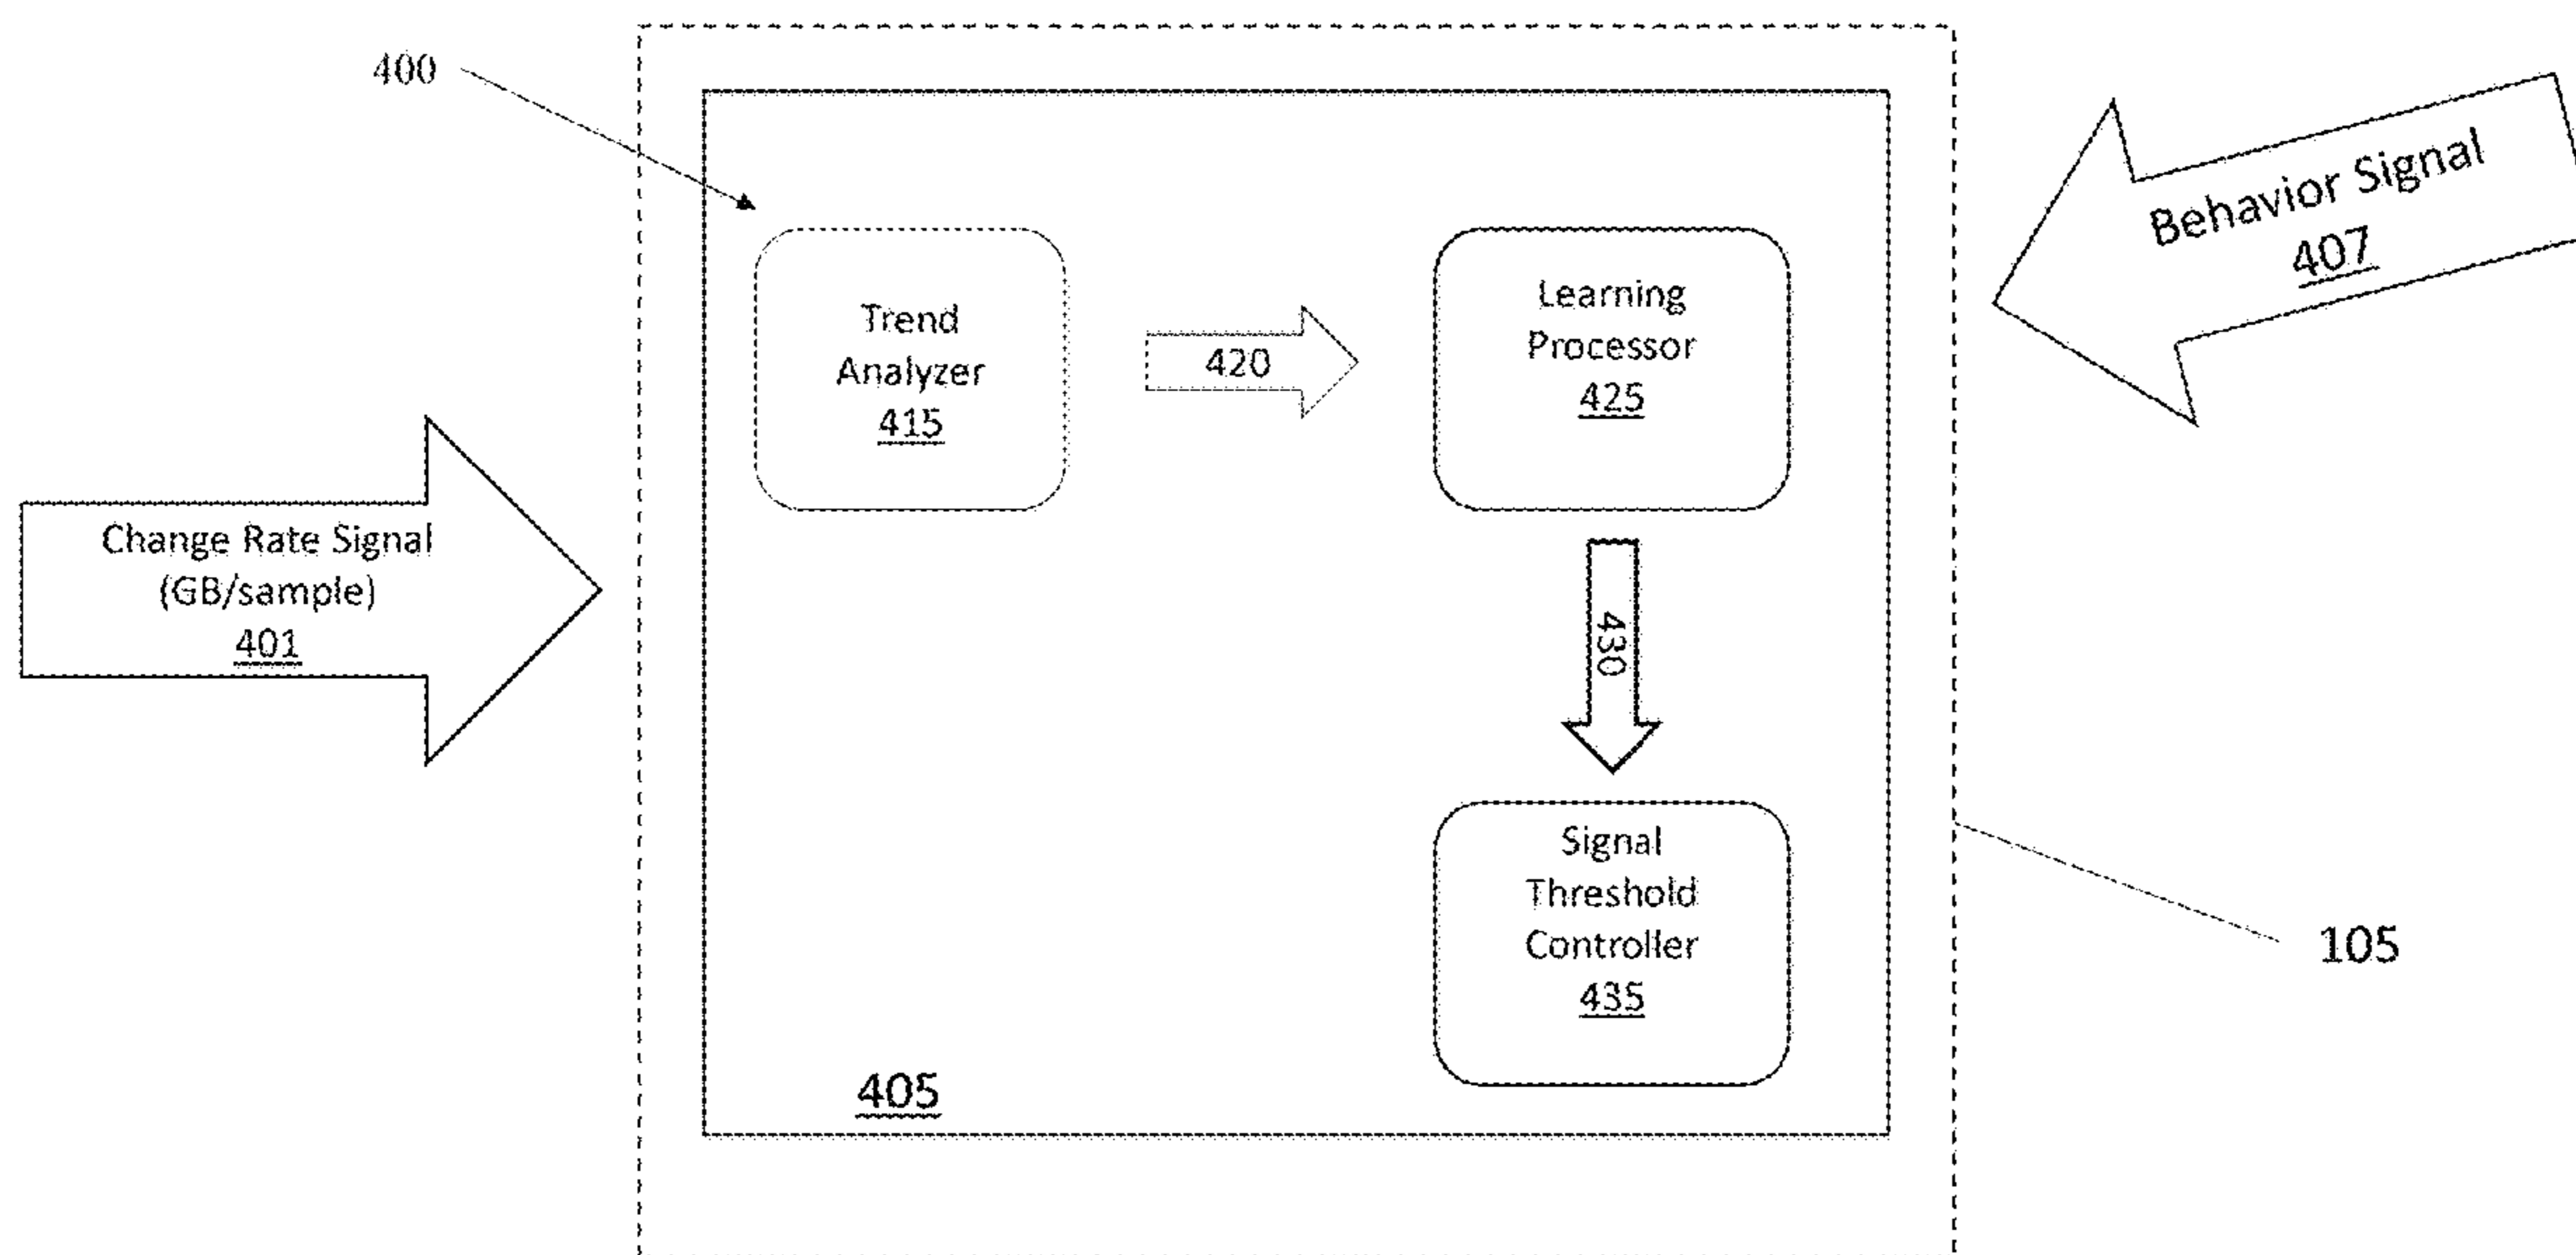 400
Behavior Signal
407
Trend
Analyzer
415
420
Learning
Processor
425
Change Rate Signal
(GB/sample)
401
430
Signal
Threshold
Controller
435
105
405